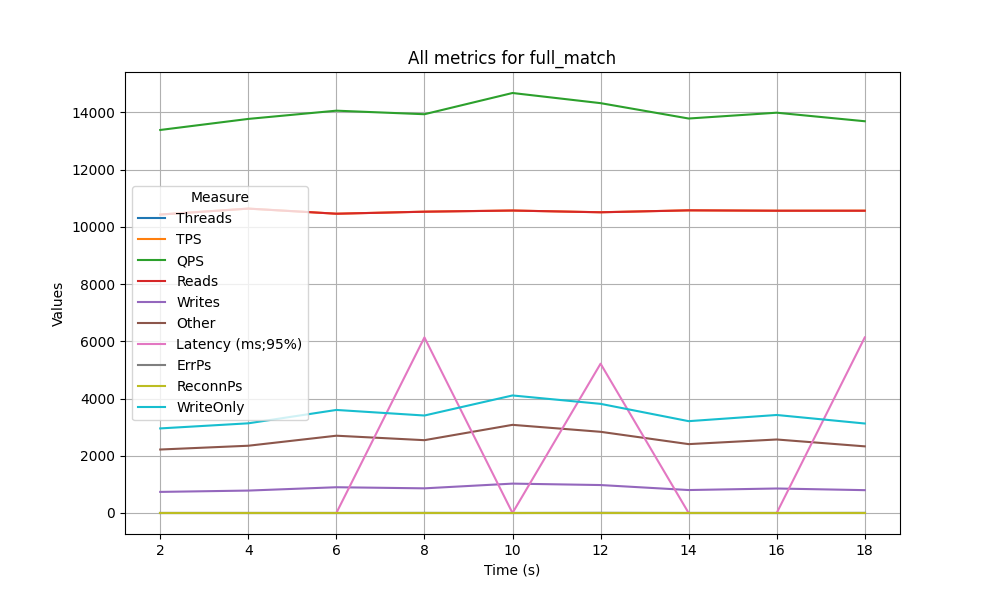 All metrics for full_match
14000
12000
10000
8000
6000
4000
2000
0
Values
Measure
Threads
TPS
QPS
Reads
Writes
Other
Latency (ms;95%)
ErrPs
ReconnPs
WriteOnly
2 4 6 8 10 12 14 16 18
Time (s)